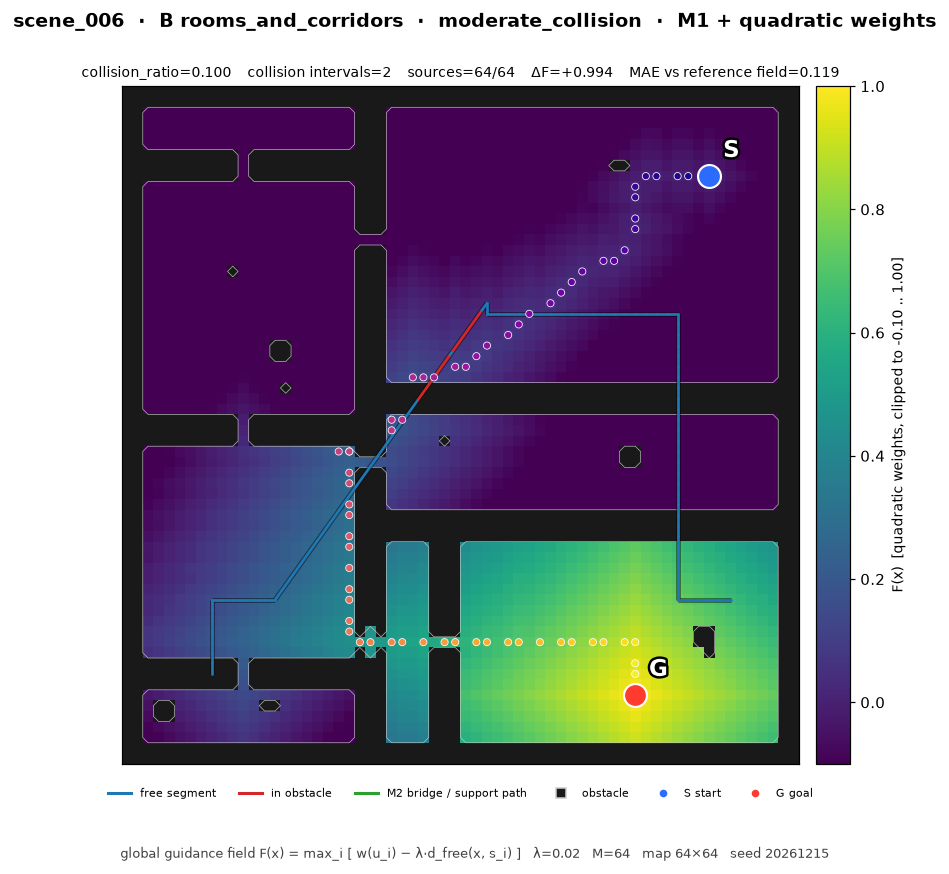 scene_006 · B rooms_and_corridors · moderate_collision · M1 + quadratic weights
collision_ratio=0.100 collision intervals=2 sources=64/64 ΔF=+0.994 MAE vs reference field=0.119
S
G
1.0
0.8
0.6
0.4
0.2
0.0
F(x) [quadratic weights, clipped to -0.10 .. 1.00]
free segment
in obstacle
M2 bridge / support path
obstacle
S start
G goal
global guidance field F(x) = max_i [ w(u_i) − λ·d_free(x, s_i) ] λ=0.02 M=64 map 64×64 seed 20261215